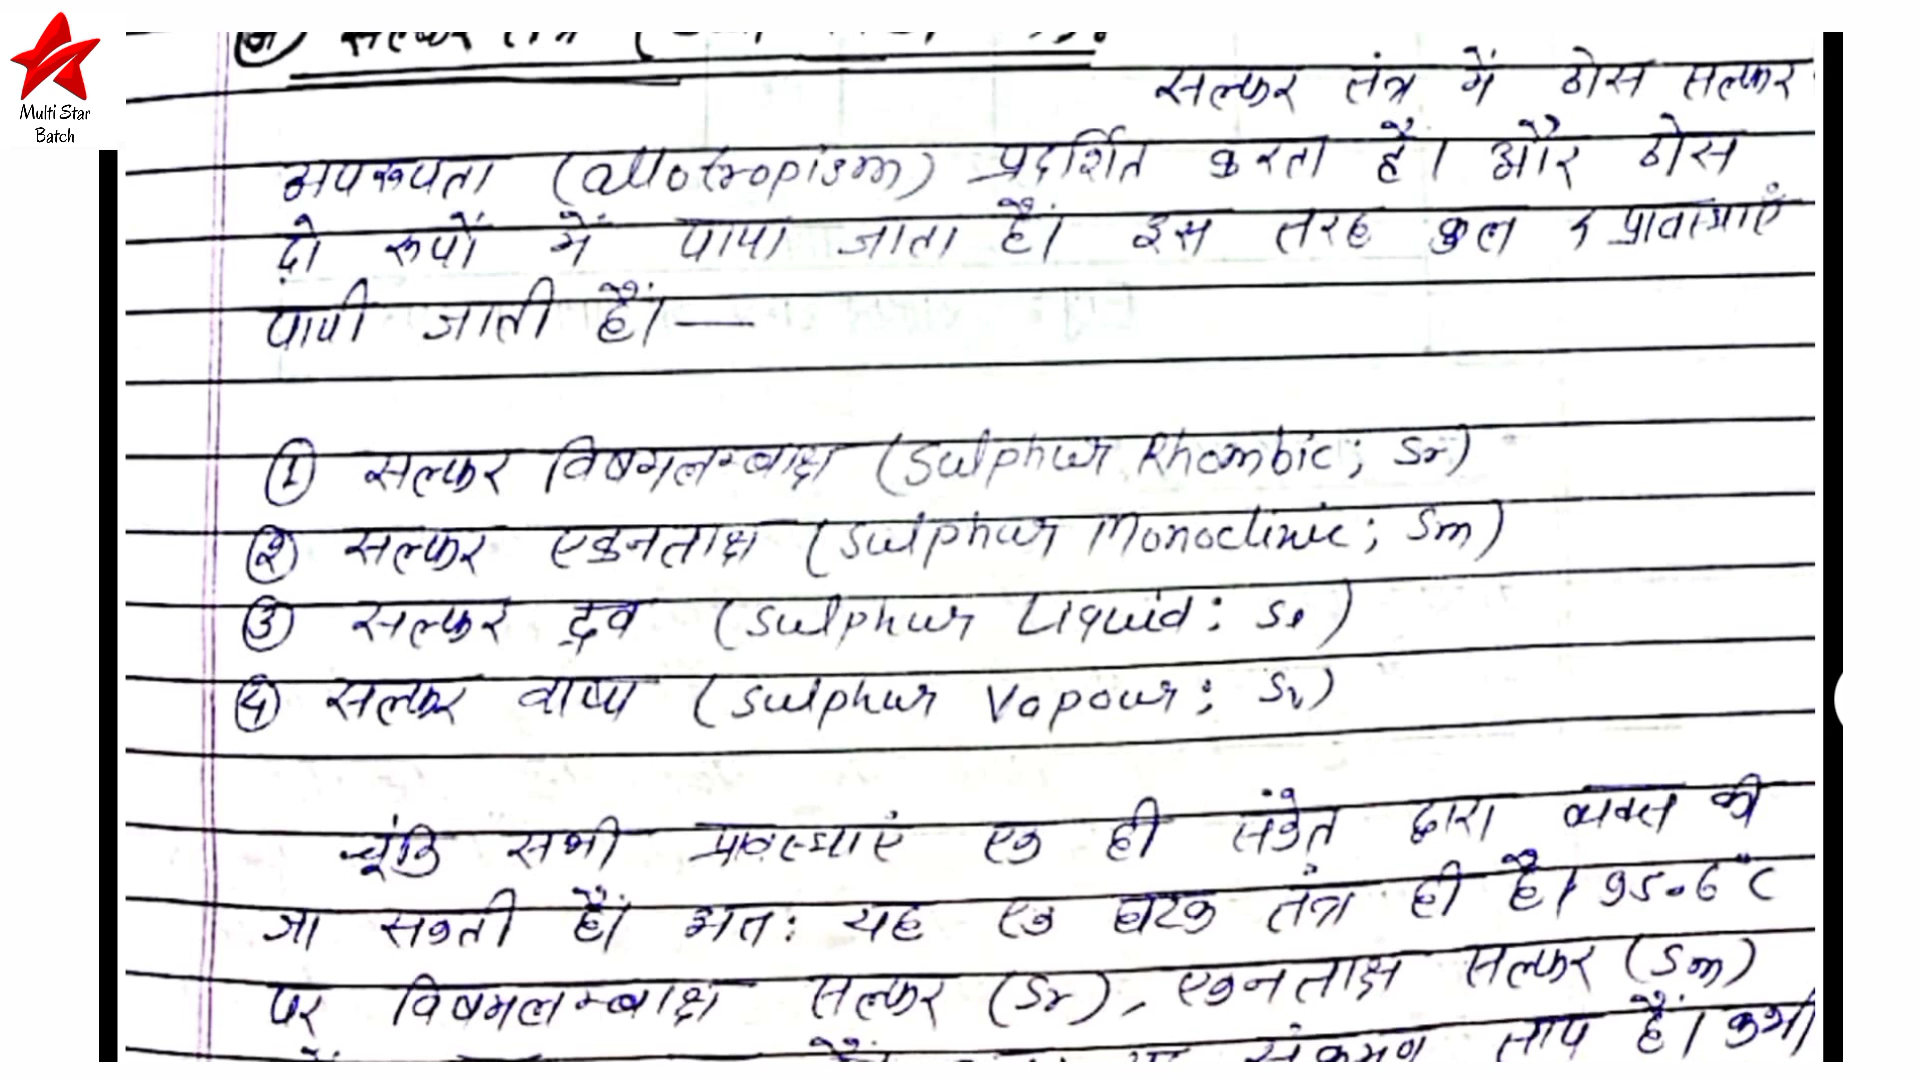 Multi Star
Batch
सल्फर तंत्र
सल्फर तंत्र में ठोस सल्फर
अपरूपता (allotropism) प्रदर्शित करता है। और ठोस
दो रूपों में पाया जाता है। इस तरह कुल 4 प्रावस्थाएं
पायी जाती हैं।—
① सल्फर विषमलम्बाक्ष (Sulphur Rhombic; Sr)
② सल्फर एकनताक्ष (Sulphur Monoclinic; Sm)
③ सल्फर द्रव (Sulphur Liquid: Sl)
④ सल्फर वाष्प (Sulphur Vapour; Sv)
चूंकि सभी प्रावस्थाएं एक ही संकेत द्वारा व्यक्त की
जा सकती हैं। अत: यह एक घटक तंत्र ही है। 95.6°C
पर विषमलम्बाक्ष सल्फर (Sr), एकनताक्ष सल्फर (Sm)
संक्रमण ताप है।